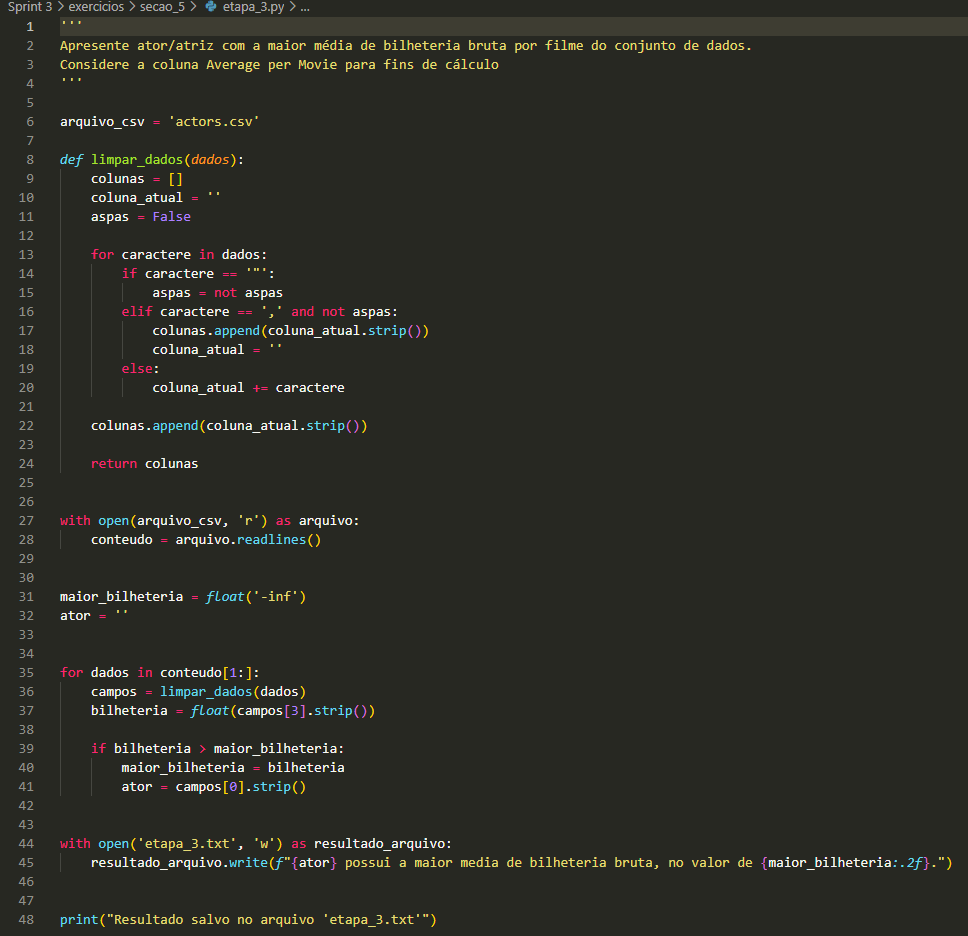 Sprint 3 > exercicios > secao_5 > etapa_3.py > ...
1 '''
2 Apresente ator/atriz com a maior média de bilheteria bruta por filme do conjunto de dados.
3 Considere a coluna Average per Movie para fins de cálculo
4 '''
5
6 arquivo_csv = 'actors.csv'
7
8 def limpar_dados(dados):
9     colunas = []
10     coluna_atual = ''
11     aspas = False
12
13     for caractere in dados:
14         if caractere == '"':
15             aspas = not aspas
16         elif caractere == ',' and not aspas:
17             colunas.append(coluna_atual.strip())
18             coluna_atual = ''
19         else:
20             coluna_atual += caractere
21
22     colunas.append(coluna_atual.strip())
23
24     return colunas
25
26
27 with open(arquivo_csv, 'r') as arquivo:
28     conteudo = arquivo.readlines()
29
30
31 maior_bilheteria = float('-inf')
32 ator = ''
33
34
35 for dados in conteudo[1:]:
36     campos = limpar_dados(dados)
37     bilheteria = float(campos[3].strip())
38
39     if bilheteria > maior_bilheteria:
40         maior_bilheteria = bilheteria
41         ator = campos[0].strip()
42
43
44 with open('etapa_3.txt', 'w') as resultado_arquivo:
45     resultado_arquivo.write(f"{ator} possui a maior media de bilheteria bruta, no valor de {maior_bilheteria:.2f}.")
46
47
48 print("Resultado salvo no arquivo 'etapa_3.txt'")